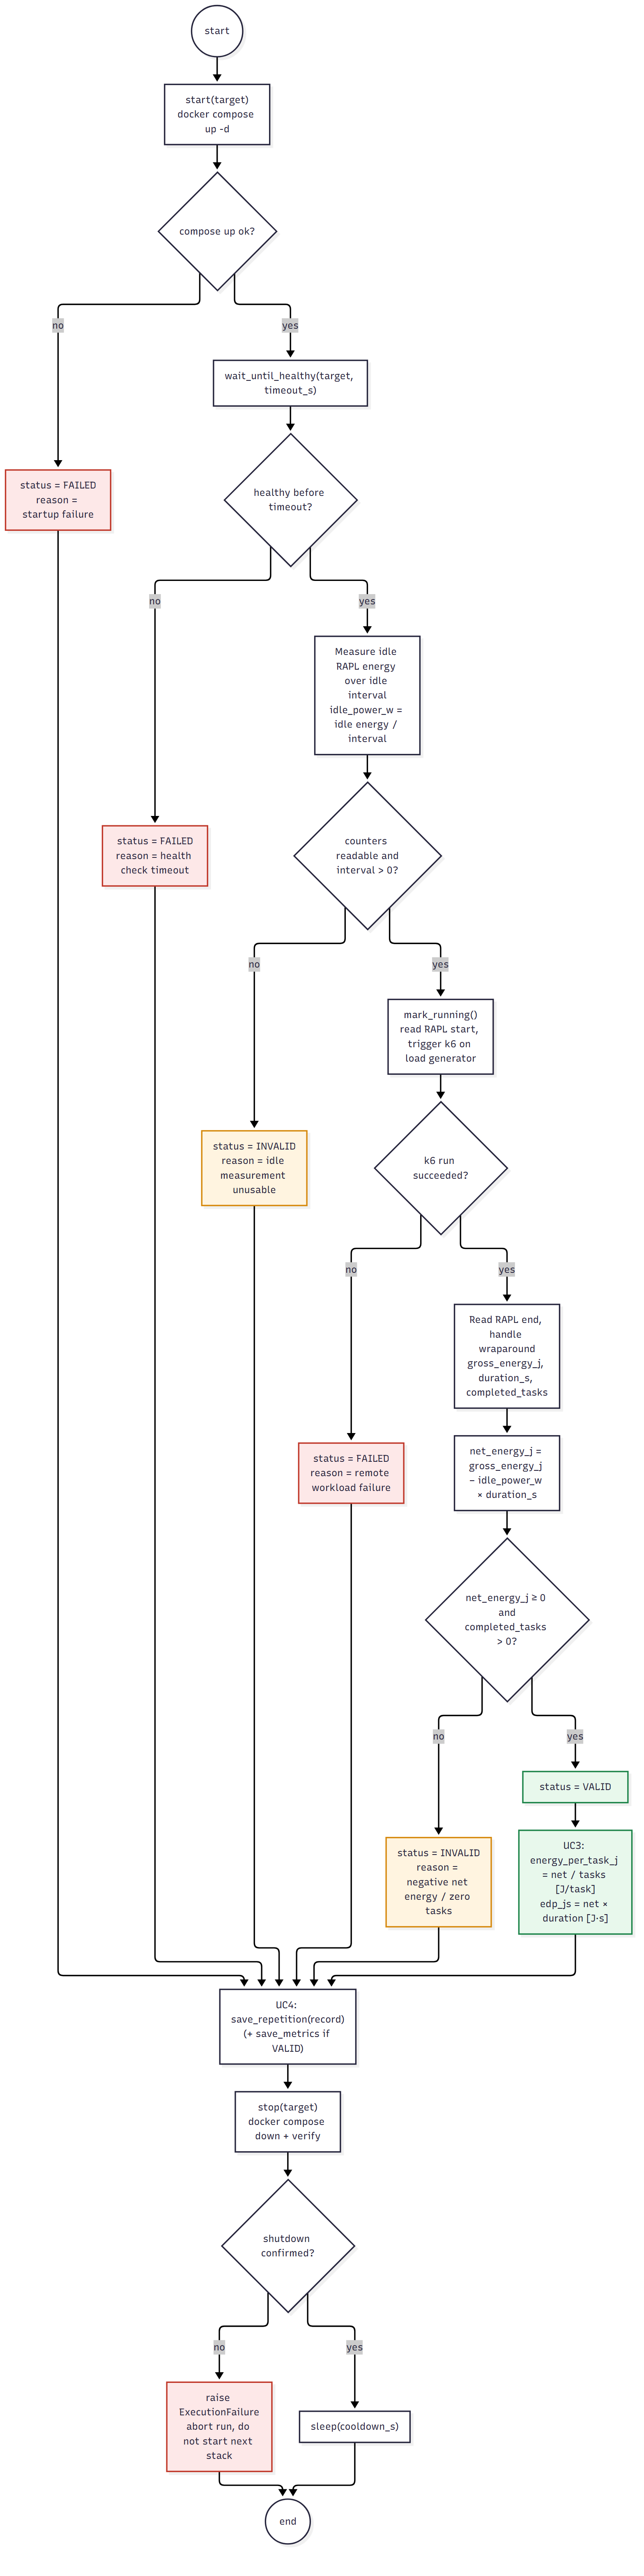 start
start(target)
docker compose
up -d
compose up ok?
no
yes
wait_until_healthy(target,
timeout_s)
status = FAILED
reason =
startup failure
healthy before
timeout?
no
yes
Measure idle
RAPL energy
over idle
interval
idle_power_w =
idle energy /
interval
status = FAILED
reason = health
check timeout
counters
readable and
interval > 0?
no
yes
mark_running()
read RAPL start,
trigger k6 on
load generator
status = INVALID
reason = idle
measurement
unusable
k6 run
succeeded?
no
yes
Read RAPL end,
handle
wraparound
gross_energy_j,
duration_s,
completed_tasks
status = FAILED
reason = remote
workload failure
net_energy_j =
gross_energy_j
− idle_power_w
× duration_s
net_energy_j ≥ 0
and
completed_tasks
> 0?
no
yes
status = VALID
status = INVALID
reason =
negative net
energy / zero
tasks
UC3:
energy_per_task_j
= net / tasks
[J/task]
edp_js = net ×
duration [J·s]
UC4:
save_repetition(record)
(+ save_metrics if
VALID)
stop(target)
docker compose
down + verify
shutdown
confirmed?
no
yes
raise
ExecutionFailure
abort run, do
not start next
stack
sleep(cooldown_s)
end